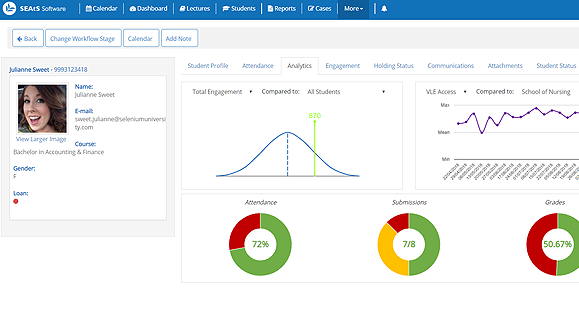 SEAtS Software Calendar Dashboard Lectures Students Reports Cases More
Back Change Workflow Stage Calendar Add Note
Julianne Sweet - 9993123418
Name:
Julianne Sweet
E-mail:
sweet.julianne@seleniumuniversi
ty.com
View Larger Image
Course:
Bachelor in Accounting & Finance
Gender:
F
Loan:
Student Profile Attendance Analytics Engagement Holding Status Communications Attachments Student Status
Total Engagement Compared to: All Students
870
VLE Access Compared to: School of Nursing
Max
Mean
Min
Attendance Submissions Grades
72% 7/8 50.67%